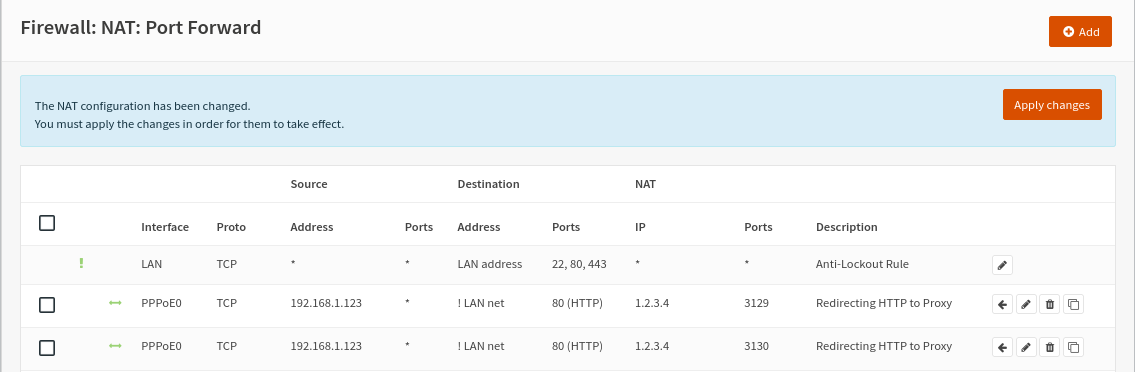 Firewall: NAT: Port Forward
Add
The NAT configuration has been changed.
You must apply the changes in order for them to take effect.
Apply changes
Source Destination NAT
Interface Proto Address Ports Address Ports IP Ports Description
LAN TCP * * LAN address 22, 80, 443 * * Anti-Lockout Rule
PPPoE0 TCP 192.168.1.123 * ! LAN net 80 (HTTP) 1.2.3.4 3129 Redirecting HTTP to Proxy
PPPoE0 TCP 192.168.1.123 * ! LAN net 80 (HTTP) 1.2.3.4 3130 Redirecting HTTP to Proxy